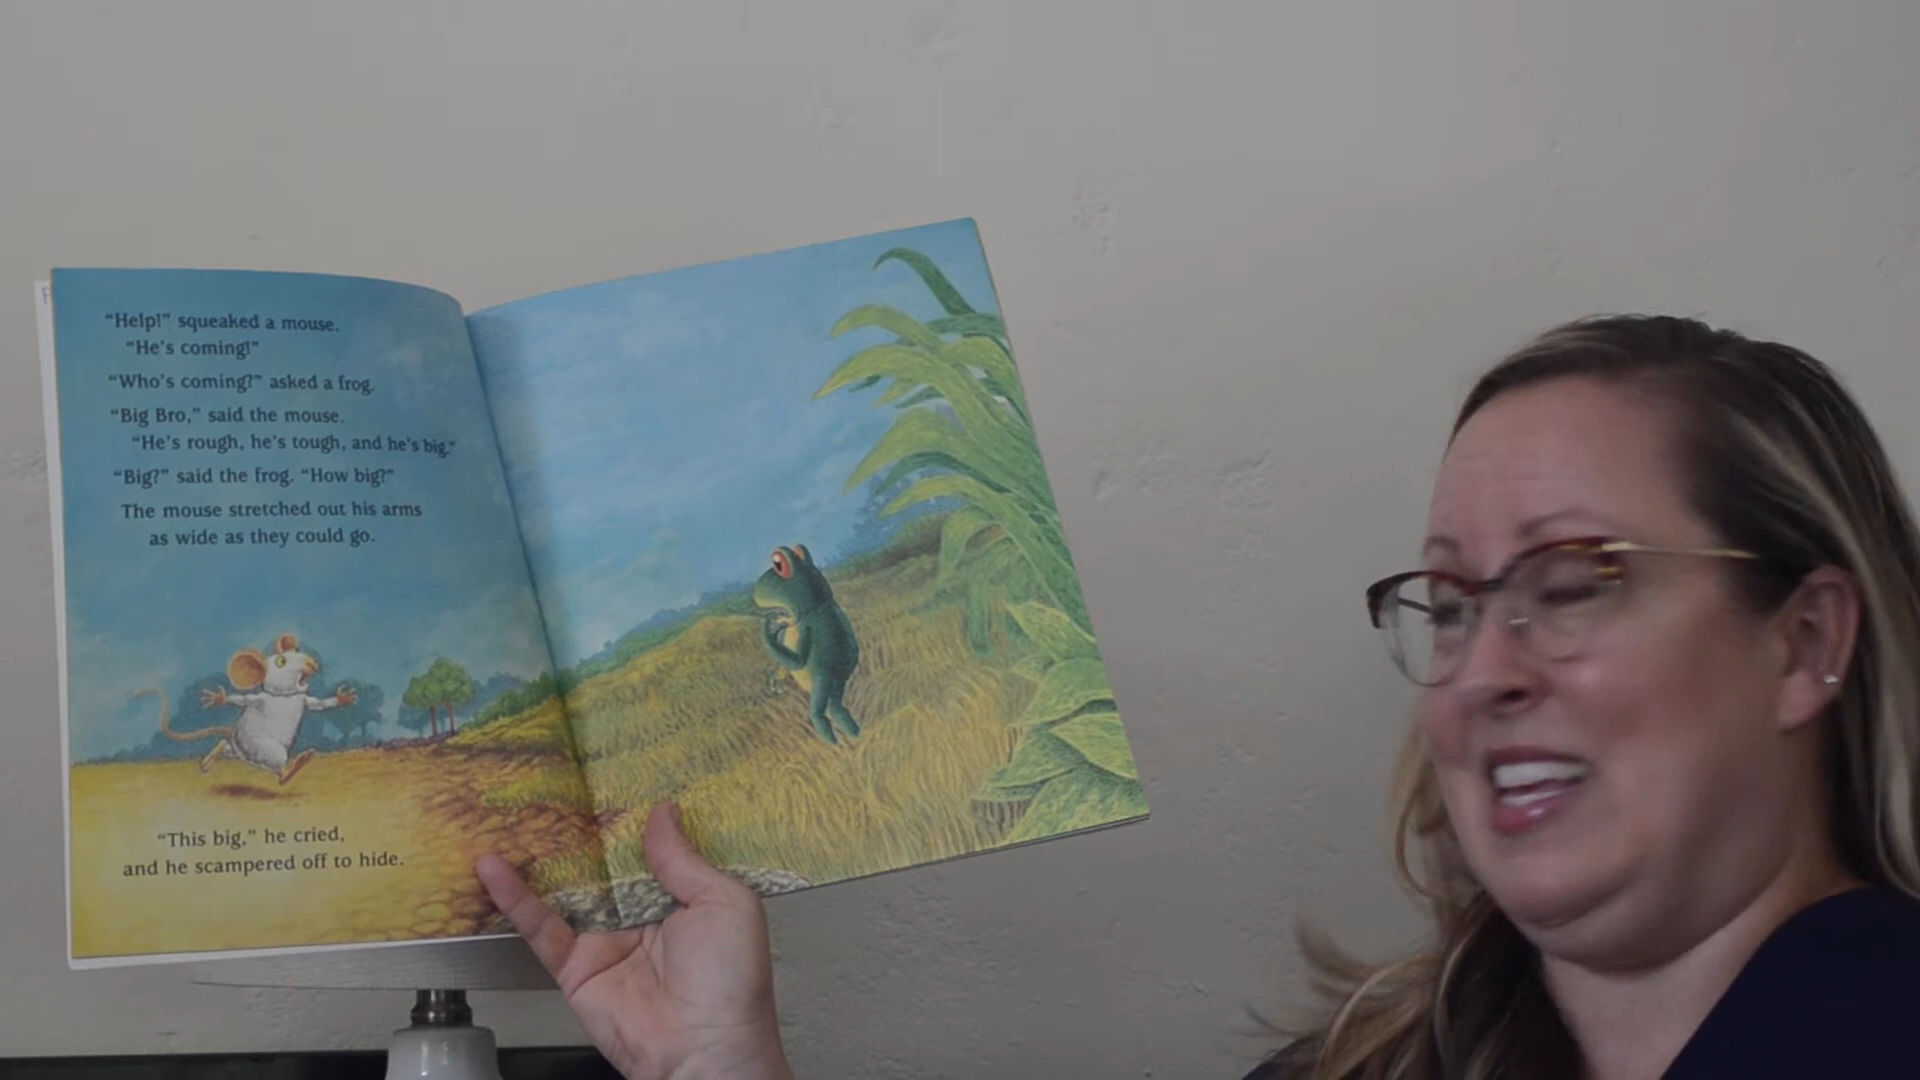 “Help!” squeaked a mouse.
“He's coming!”
“Who's coming?” asked a frog.
“Big Bro,” said the mouse.
“He's rough, he's tough, and he's big.”
“Big?” said the frog. “How big?”
The mouse stretched out his arms
as wide as they could go.
“This big,” he cried,
and he scampered off to hide.